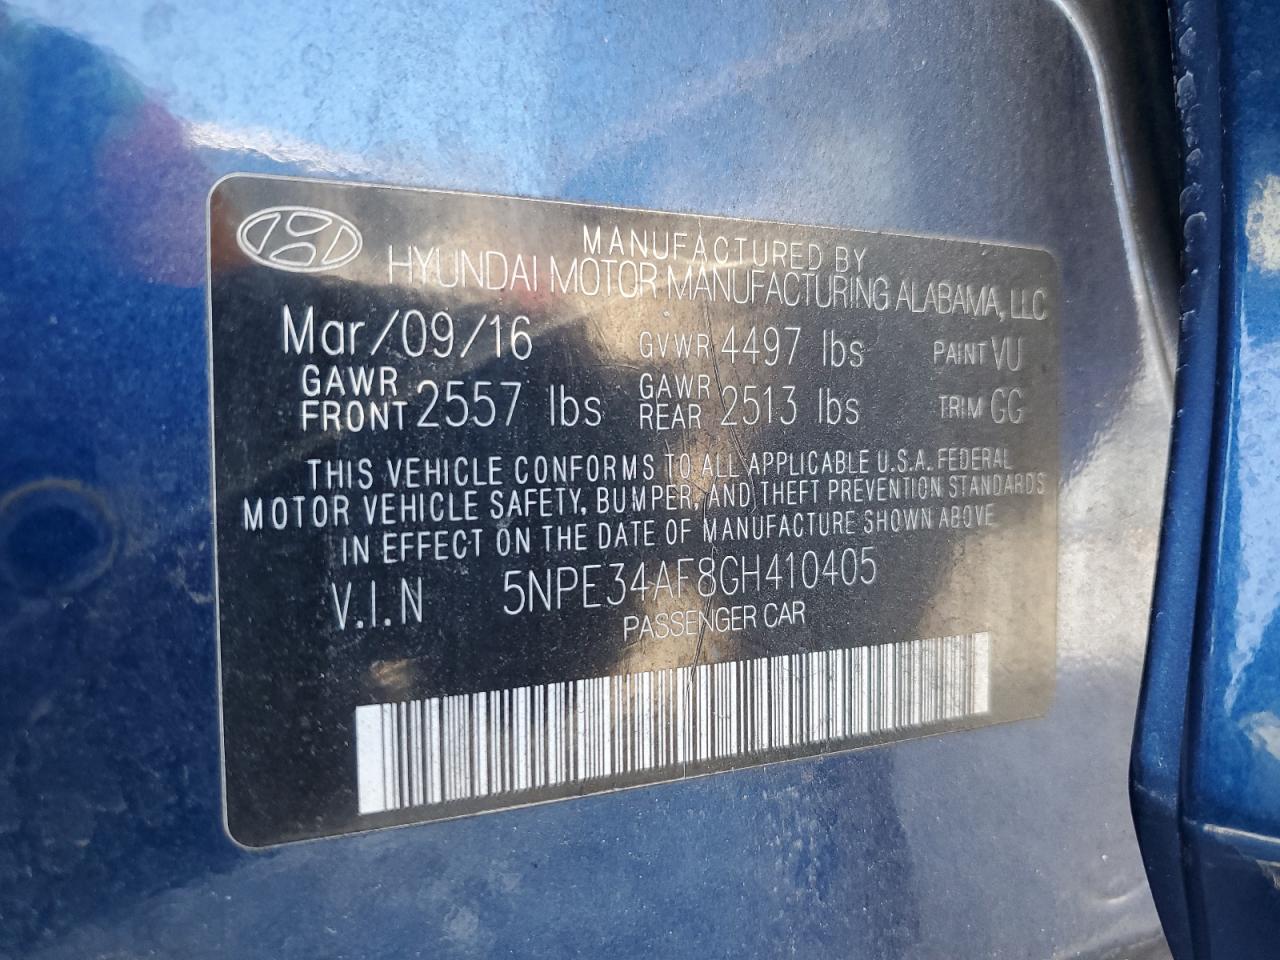 MANUFACTURED BY
HYUNDAI MOTOR MANUFACTURING ALABAMA, LLC
Mar/09/16 GVWR 4497 lbs PAINT VU
GAWR FRONT 2557 lbs GAWR REAR 2513 lbs TRIM GG
THIS VEHICLE CONFORMS TO ALL APPLICABLE U.S.A. FEDERAL
MOTOR VEHICLE SAFETY, BUMPER, AND THEFT PREVENTION STANDARDS
IN EFFECT ON THE DATE OF MANUFACTURE SHOWN ABOVE
V.I.N 5NPE34AF8GH410405
PASSENGER CAR